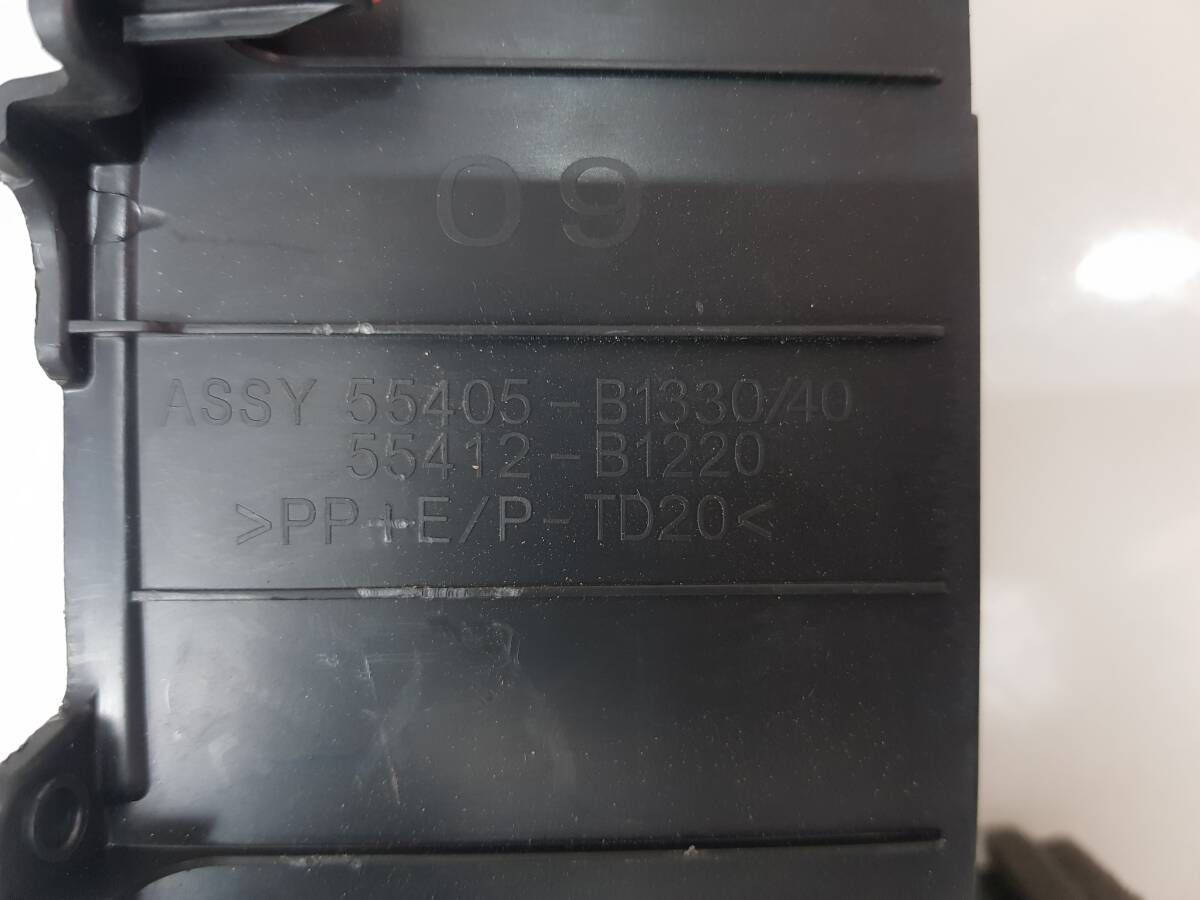 09
ASSY 55405-B1330/40
55412-B1220
>PP+E/P-TD20<